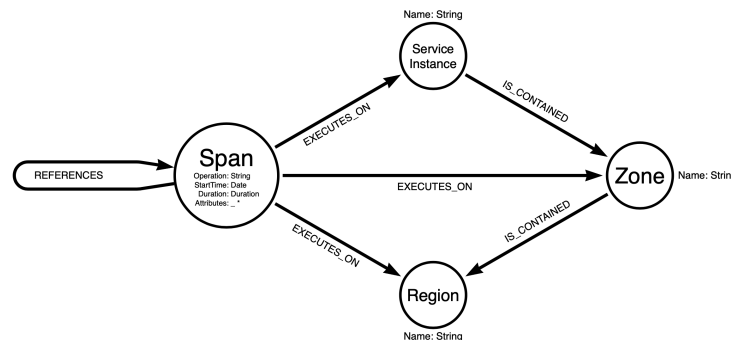 Name: String
Service
Instance
EXECUTES_ON
IS_CONTAINED
REFERENCES
Span
Operation: String
StartTime: Date
Duration: Duration
Attributes: _ *
EXECUTES_ON
Zone
Name: Strin
EXECUTES_ON
IS_CONTAINED
Region
Name: String